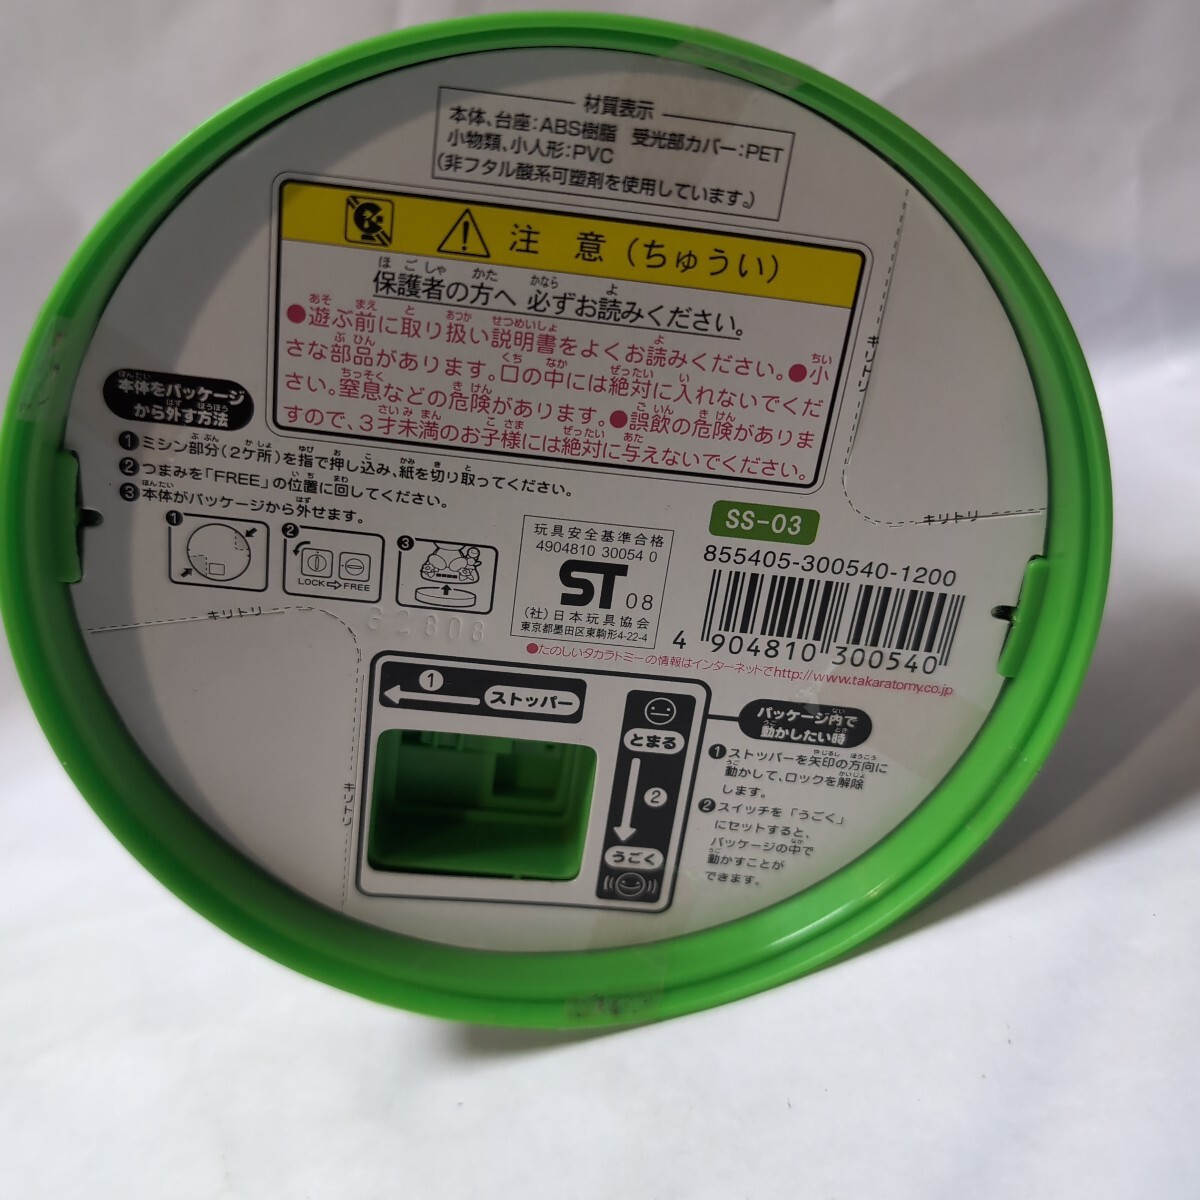 材質表示
本体、台座：ABS樹脂　受光部カバー：PET
小物類、小人形：PVC
(非フタル酸系可塑剤を使用しています。)
注　意（ちゅうい）
保護者の方へ 必ずお読みください。
●遊ぶ前に取り扱い説明書をよくお読みください。●小
さな部品があります。口の中には絶対に入れないでくだ
さい。窒息などの危険があります。●誤飲の危険がありま
すので、3才未満のお子様には絶対に与えないでください。
本体をパッケージ
から外す方法
❶ミシン部分(2ケ所)を指で押し込み、紙を切り取ってください。
❷つまみを「FREE」の位置に回してください。
❸本体がパッケージから外せます。
❶
❷
LOCK⇨FREE
❸
キリトリ
キリトリ
キリトリ
キリトリ
玩具安全基準合格
4904810 30054 0
ST 08
(社)日本玩具協会
東京都墨田区東駒形4-22-4
SS-03
855405-300540-1200
4 904810 300540
●たのしいタカラトミーの情報はインターネットでhttp://www.takaratomy.co.jp
① ストッパー
とまる
②
うごく
パッケージ内で
動かしたい時
❶ストッパーを矢印の方向に
動かして、ロックを解除
します。
❷スイッチを「うごく」
にセットすると、
パッケージの中で
動かすことが
できます。